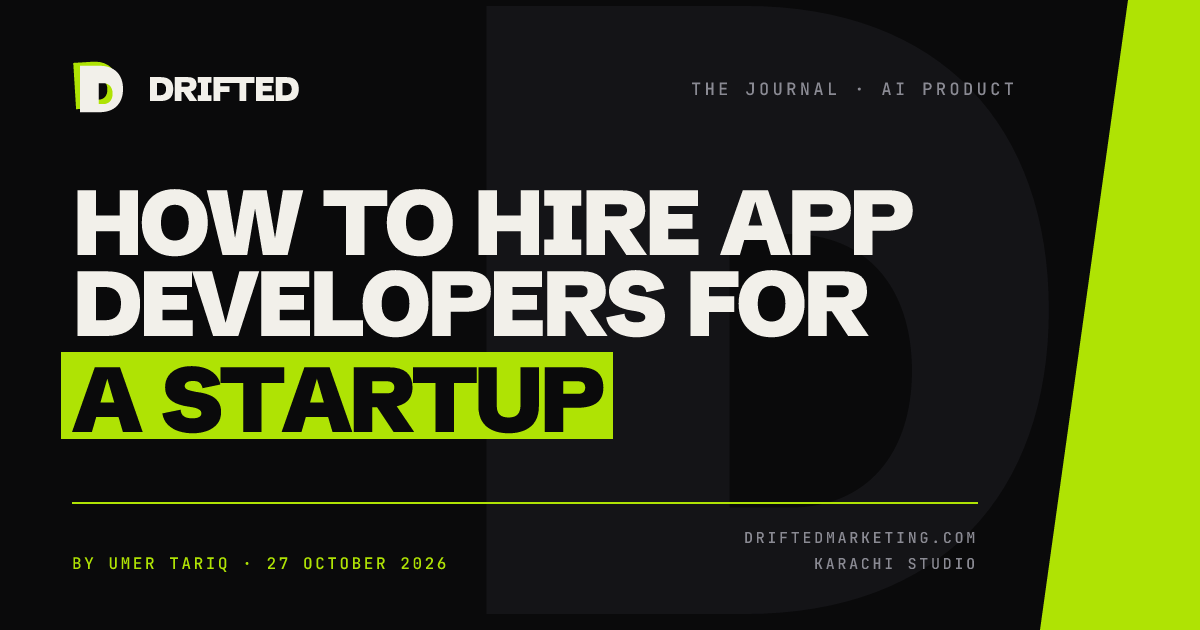 DRIFTED
THE JOURNAL · AI PRODUCT
HOW TO HIRE APP
DEVELOPERS FOR
A STARTUP
DRIFTEDMARKETING.COM
BY UMER TARIQ · 27 OCTOBER 2026
KARACHI STUDIO